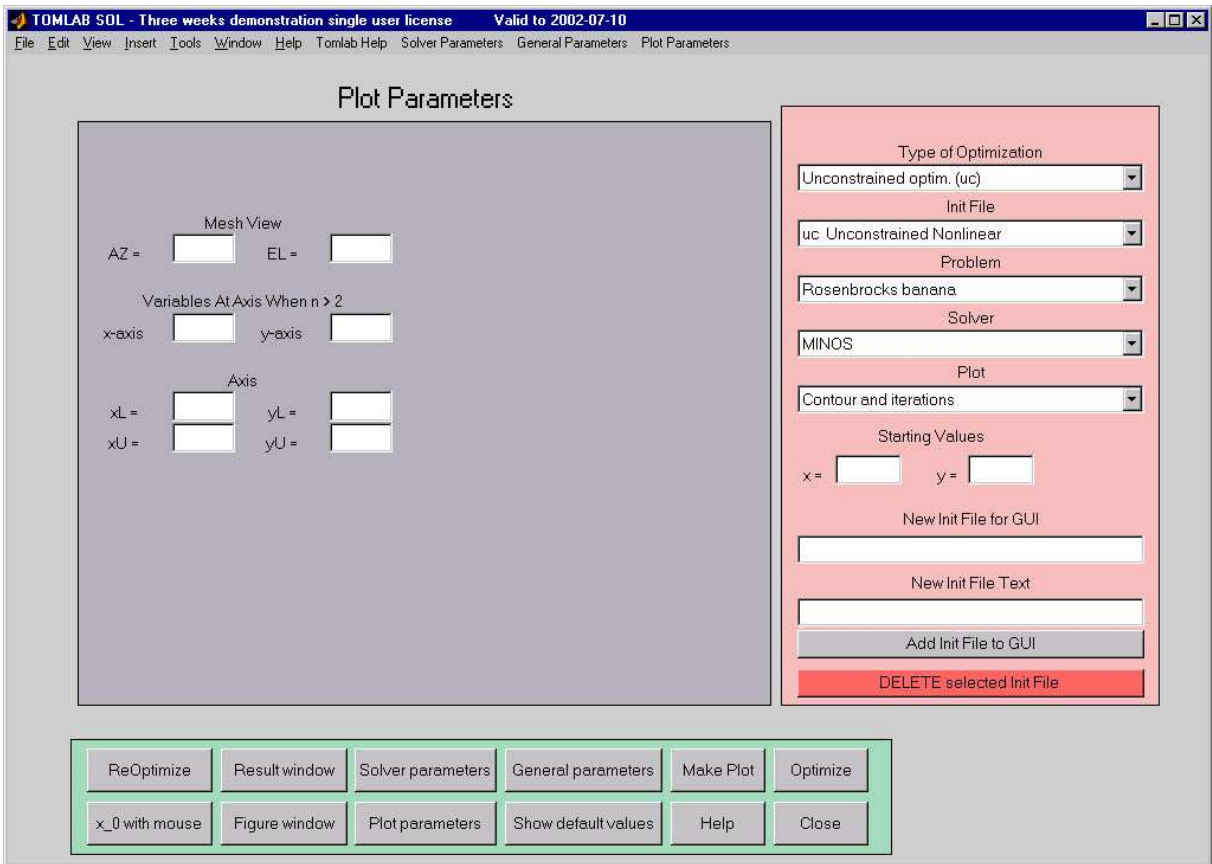 TOMLAB SOL - Three weeks demonstration single user license Valid to 2002-07-10
File Edit View Insert Tools Window Help Tomlab Help Solver Parameters General Parameters Plot Parameters
Plot Parameters
Mesh View
AZ = EL =
Variables At Axis When n > 2
x-axis y-axis
Axis
xL = yL =
xU = yU =
Type of Optimization
Unconstrained optim. (uc)
Init File
uc Unconstrained Nonlinear
Problem
Rosenbrocks banana
Solver
MINOS
Plot
Contour and iterations
Starting Values
x = y =
New Init File for GUI
New Init File Text
Add Init File to GUI
DELETE selected Init File
ReOptimize Result window Solver parameters General parameters Make Plot Optimize
x_0 with mouse Figure window Plot parameters Show default values Help Close